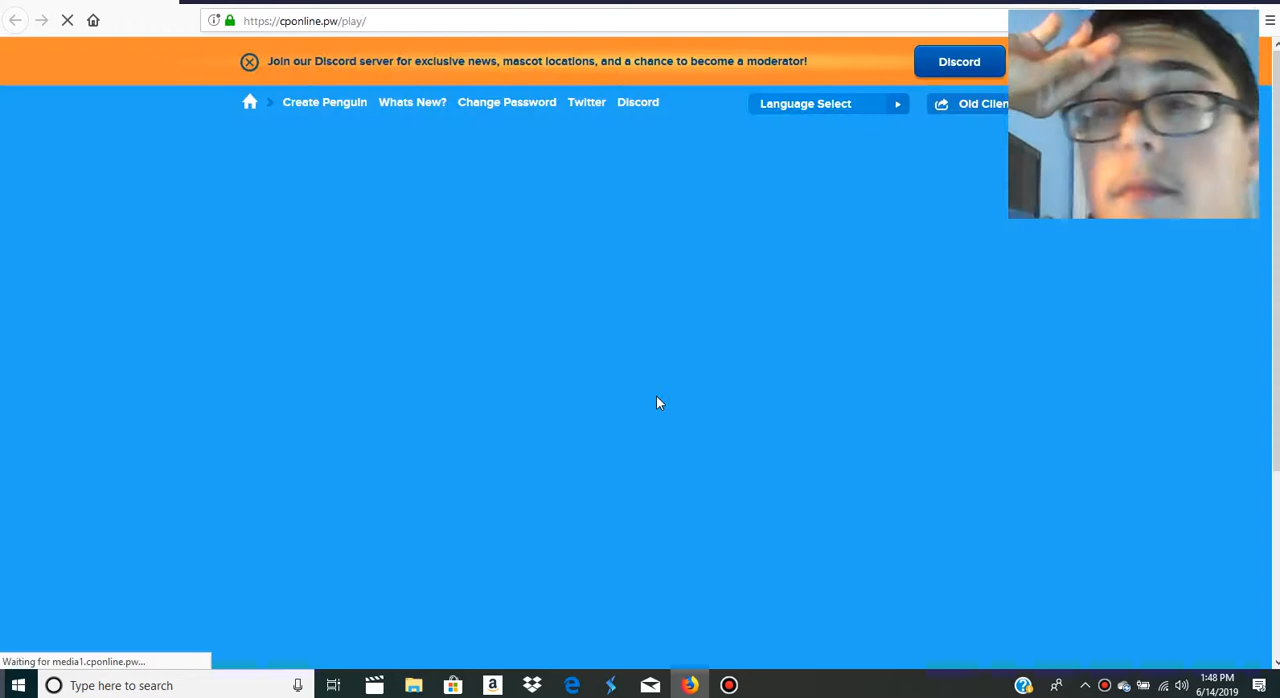 https://cponline.pw/play/
Join our Discord server for exclusive news, mascot locations, and a chance to become a moderator!
Discord
Create Penguin Whats New? Change Password Twitter Discord
Language Select
Old Clien
Waiting for media1.cponline.pw...
Type here to search
1:48 PM
6/14/2019